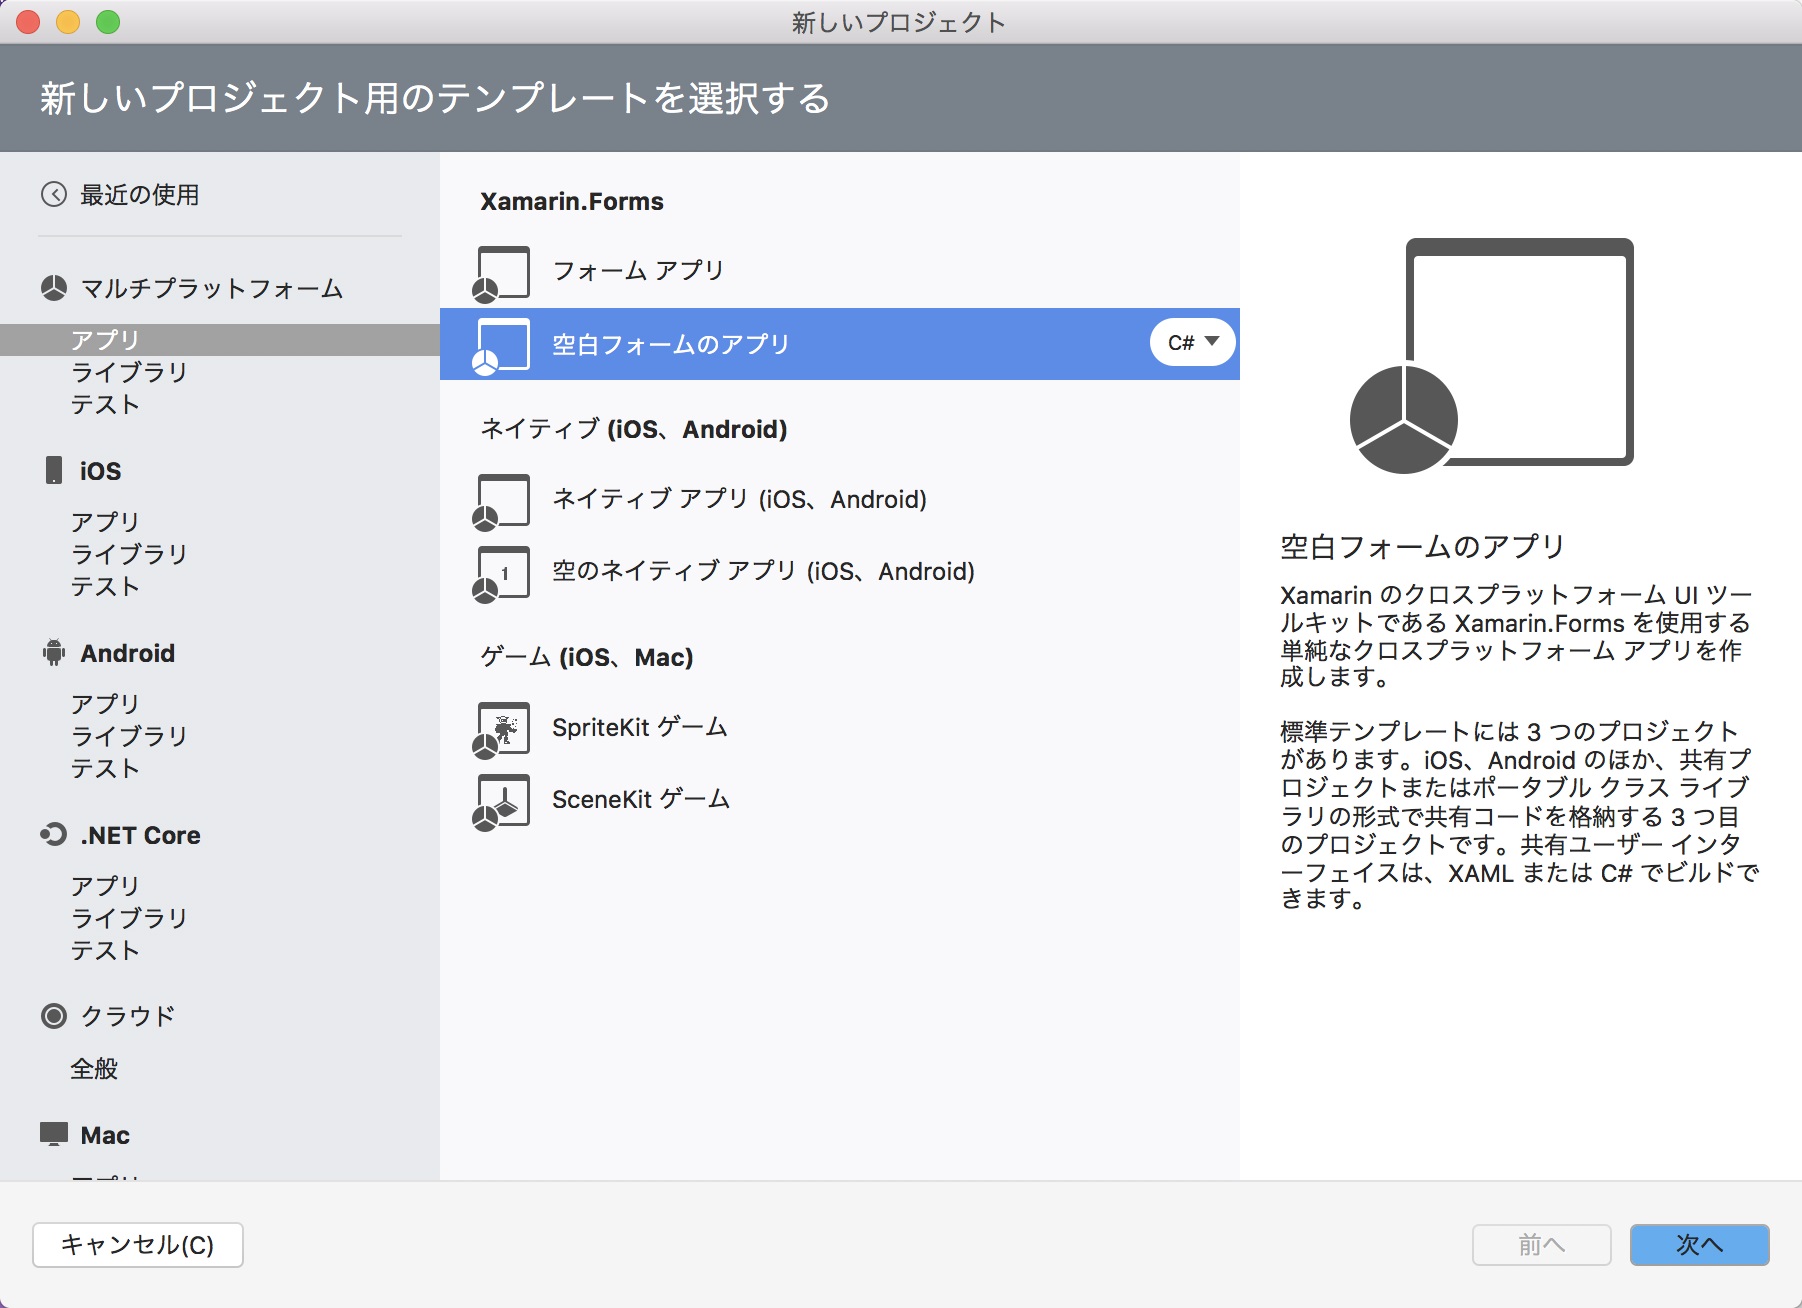 新しいプロジェクト
新しいプロジェクト用のテンプレートを選択する
最近の使用
マルチプラットフォーム
アプリ
ライブラリ
テスト
iOS
アプリ
ライブラリ
テスト
Android
アプリ
ライブラリ
テスト
.NET Core
アプリ
ライブラリ
テスト
クラウド
全般
Mac
Xamarin.Forms
フォーム アプリ
空白フォームのアプリ
C#
ネイティブ (iOS、Android)
ネイティブ アプリ (iOS、Android)
1
空のネイティブ アプリ (iOS、Android)
ゲーム (iOS、Mac)
SpriteKit ゲーム
SceneKit ゲーム
空白フォームのアプリ
Xamarin のクロスプラットフォーム UI ツー
ルキットである Xamarin.Forms を使用する
単純なクロスプラットフォーム アプリを作
成します。
標準テンプレートには 3 つのプロジェクト
があります。iOS、Android のほか、共有プ
ロジェクトまたはポータブル クラス ライブ
ラリの形式で共有コードを格納する 3 つ目
のプロジェクトです。共有ユーザー インタ
ーフェイスは、XAML または C# でビルドで
きます。
キャンセル(C)
前へ
次へ